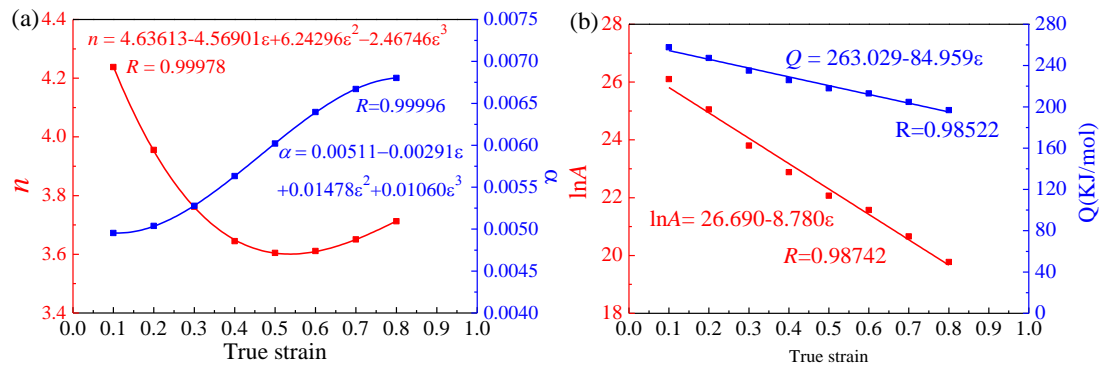 (a)
n = 4.63613-4.56901ε+6.24296ε²−2.46746ε³
R = 0.99978
R=0.99996
α = 0.00511−0.00291ε
+0.01478ε²+0.01060ε³
n
4.4
4.2
4.0
3.8
3.6
3.4
0.0075
0.0070
0.0065
0.0060
0.0055
0.0050
0.0045
0.0040
α
0.0 0.1 0.2 0.3 0.4 0.5 0.6 0.7 0.8 0.9 1.0
True strain
(b)
Q = 263.029-84.959ε
R=0.98522
lnA= 26.690-8.780ε
R=0.98742
lnA
28
26
24
22
20
18
280
240
200
160
120
80
40
0
Q(KJ/mol)
0.0 0.1 0.2 0.3 0.4 0.5 0.6 0.7 0.8 0.9 1.0
True strain